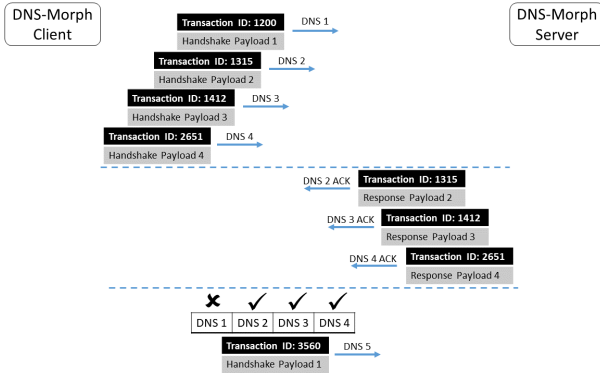 DNS-Morph
Client
DNS-Morph
Server
Transaction ID: 1200
Handshake Payload 1
DNS 1
Transaction ID: 1315
Handshake Payload 2
DNS 2
Transaction ID: 1412
Handshake Payload 3
DNS 3
Transaction ID: 2651
Handshake Payload 4
DNS 4
DNS 2 ACK
Transaction ID: 1315
Response Payload 2
DNS 3 ACK
Transaction ID: 1412
Response Payload 3
DNS 4 ACK
Transaction ID: 2651
Response Payload 4
DNS 1
DNS 2
DNS 3
DNS 4
Transaction ID: 3560
Handshake Payload 1
DNS 5